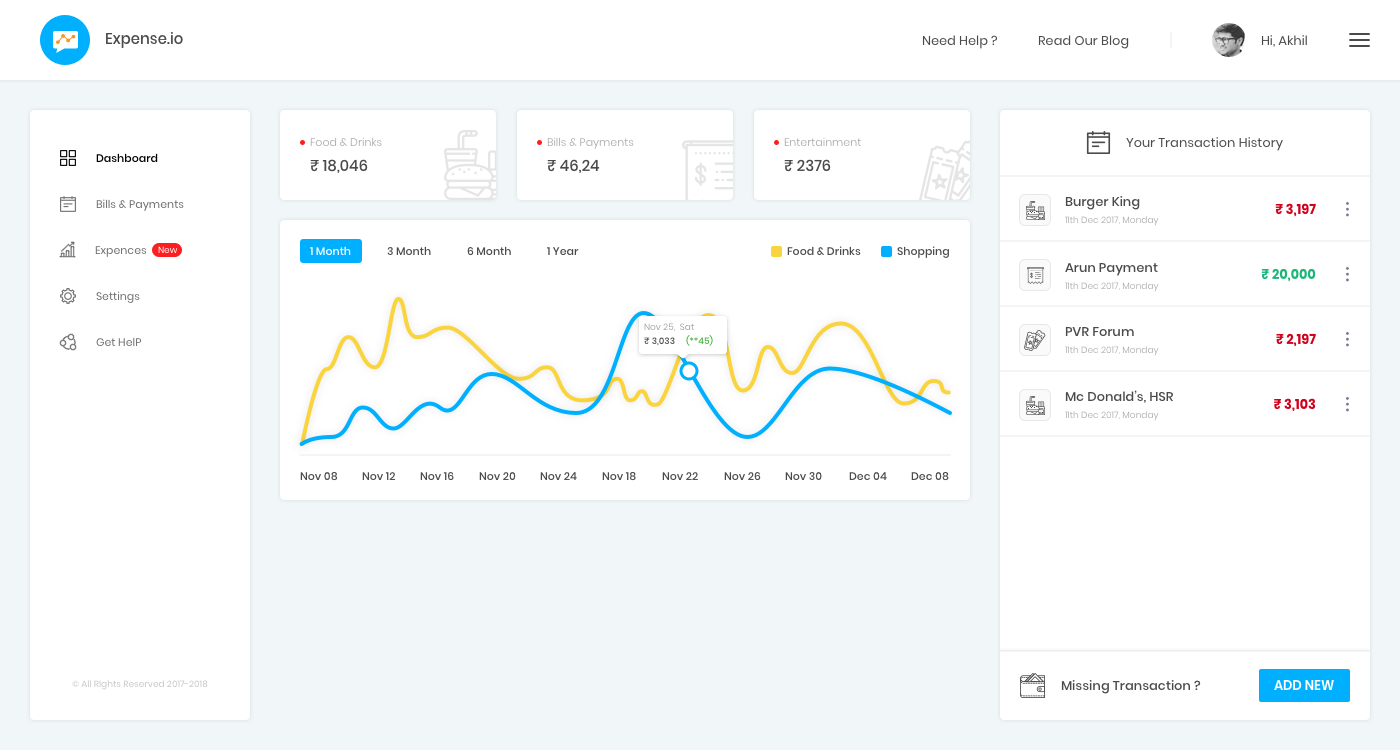 Expense.io
Need Help ?
Read Our Blog
Hi, Akhil
Dashboard
Bills & Payments
Expences New
Settings
Get HelP
© All Rights Reserved 2017-2018
Food & Drinks
₹ 18,046
Bills & Payments
₹ 46,24
Entertainment
₹ 2376
1 Month 3 Month 6 Month 1 Year
Food & Drinks Shopping
Nov 25, Sat
₹ 3,033 (**45)
Nov 08 Nov 12 Nov 16 Nov 20 Nov 24 Nov 18 Nov 22 Nov 26 Nov 30 Dec 04 Dec 08
Your Transaction History
Burger King
11th Dec 2017, Monday
₹ 3,197
Arun Payment
11th Dec 2017, Monday
₹ 20,000
PVR Forum
11th Dec 2017, Monday
₹ 2,197
Mc Donald's, HSR
11th Dec 2017, Monday
₹ 3,103
Missing Transaction ?
ADD NEW